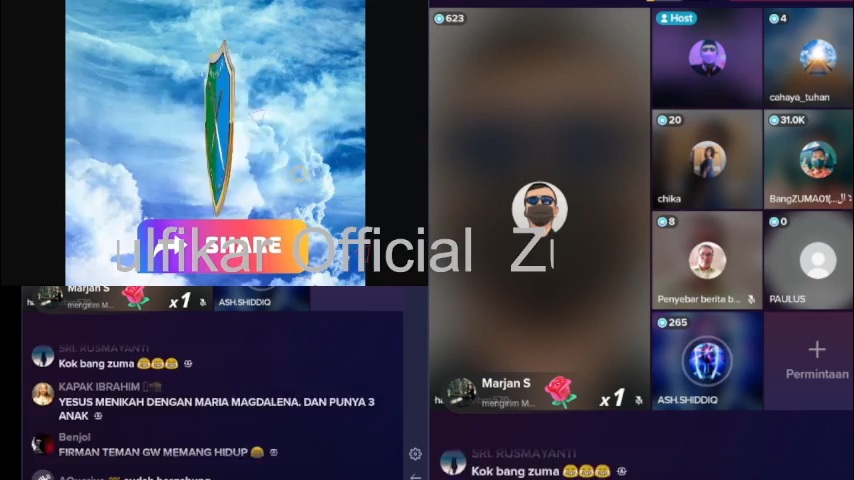 SHARE
ulfikar Official Zu
Marjan S
x1
ASH.SHIDDIQ
SRI. RUSMAYANTI
Kok bang zuma
KAPAK IBRAHIM
YESUS MENIKAH DENGAN MARIA MAGDALENA. DAN PUNYA 3
ANAK
Benjol
FIRMAN TEMAN GW MEMANG HIDUP
623
Host
4
cahaya_tuhan
20
31.0K
chika
BangZUMA01(...
8
0
Penyebar berita b...
PAULUS
265
Permintaan
ASH.SHIDDIQ
Marjan S
mengirim M...
x1
SRI. RUSMAYANTI
Kok bang zuma